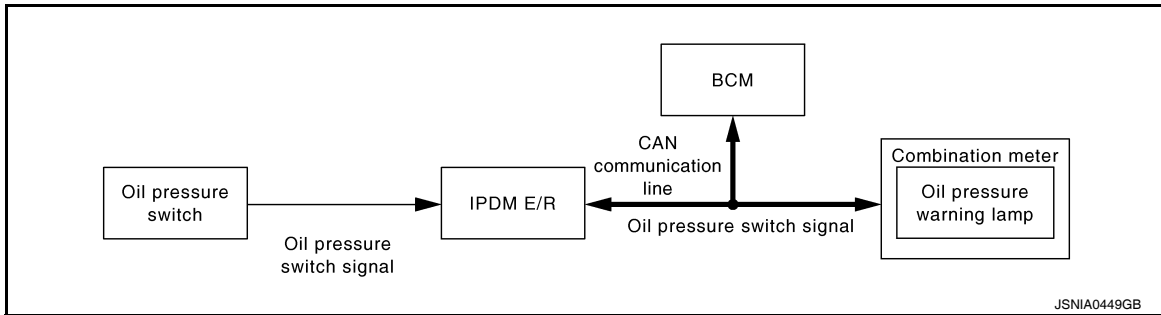 BCM
CAN
communication
line
Combination meter
Oil pressure
switch
IPDM E/R
Oil pressure
warning lamp
Oil pressure switch signal
Oil pressure
switch signal
JSNIA0449GB